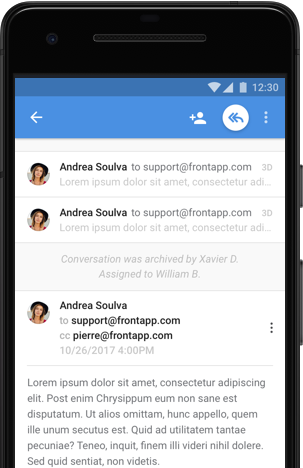 12:30
Andrea Soulva to support@frontapp.com 3D
Lorem ipsum dolor sit amet, consectetur adi...
Andrea Soulva to support@frontapp.com 3D
Lorem ipsum dolor sit amet, consectetur adi...
Conversation was archived by Xavier D.
Assigned to William B.
Andrea Soulva
to support@frontapp.com
cc pierre@frontapp.com
10/26/2017 4:00PM
Lorem ipsum dolor sit amet, consectetur adipiscing
elit. Post enim Chrysippum eum non sane est
disputatum. Ut alios omittam, hunc appello, quem
ille unum secutus est. Quid ad utilitatem tantae
pecuniae? Teneo, inquit, finem illi videri nihil dolere.
Sed quid sentiat, non videtis.